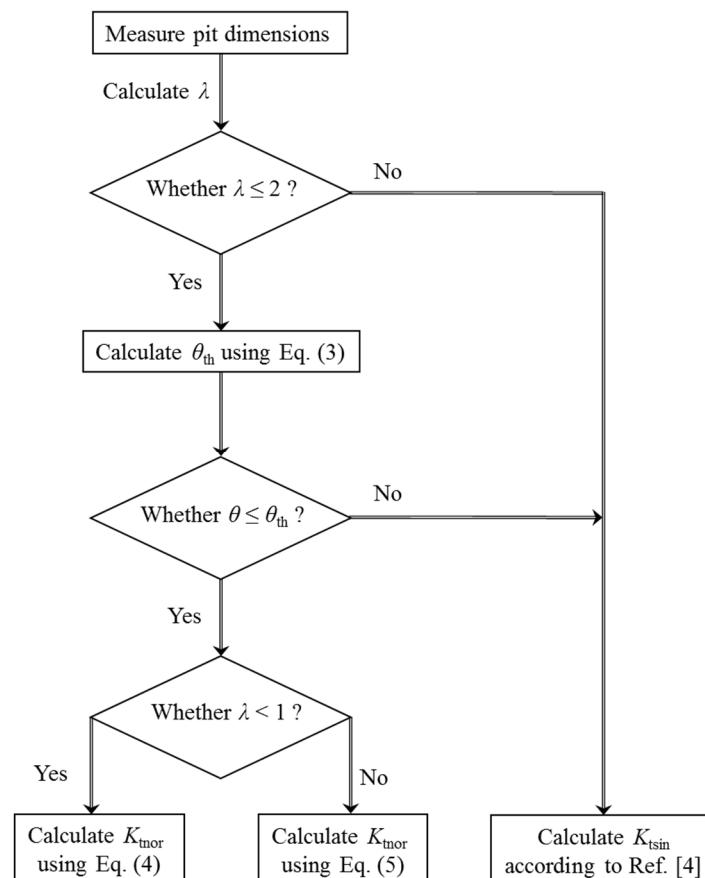 Measure pit dimensions
Calculate λ
Whether λ ≤ 2 ?
No
Yes
Calculate θth using Eq. (3)
Whether θ ≤ θth ?
No
Yes
Whether λ < 1 ?
Yes
No
Calculate Ktnor
using Eq. (4)
Calculate Ktnor
using Eq. (5)
Calculate Ktsin
according to Ref. [4]